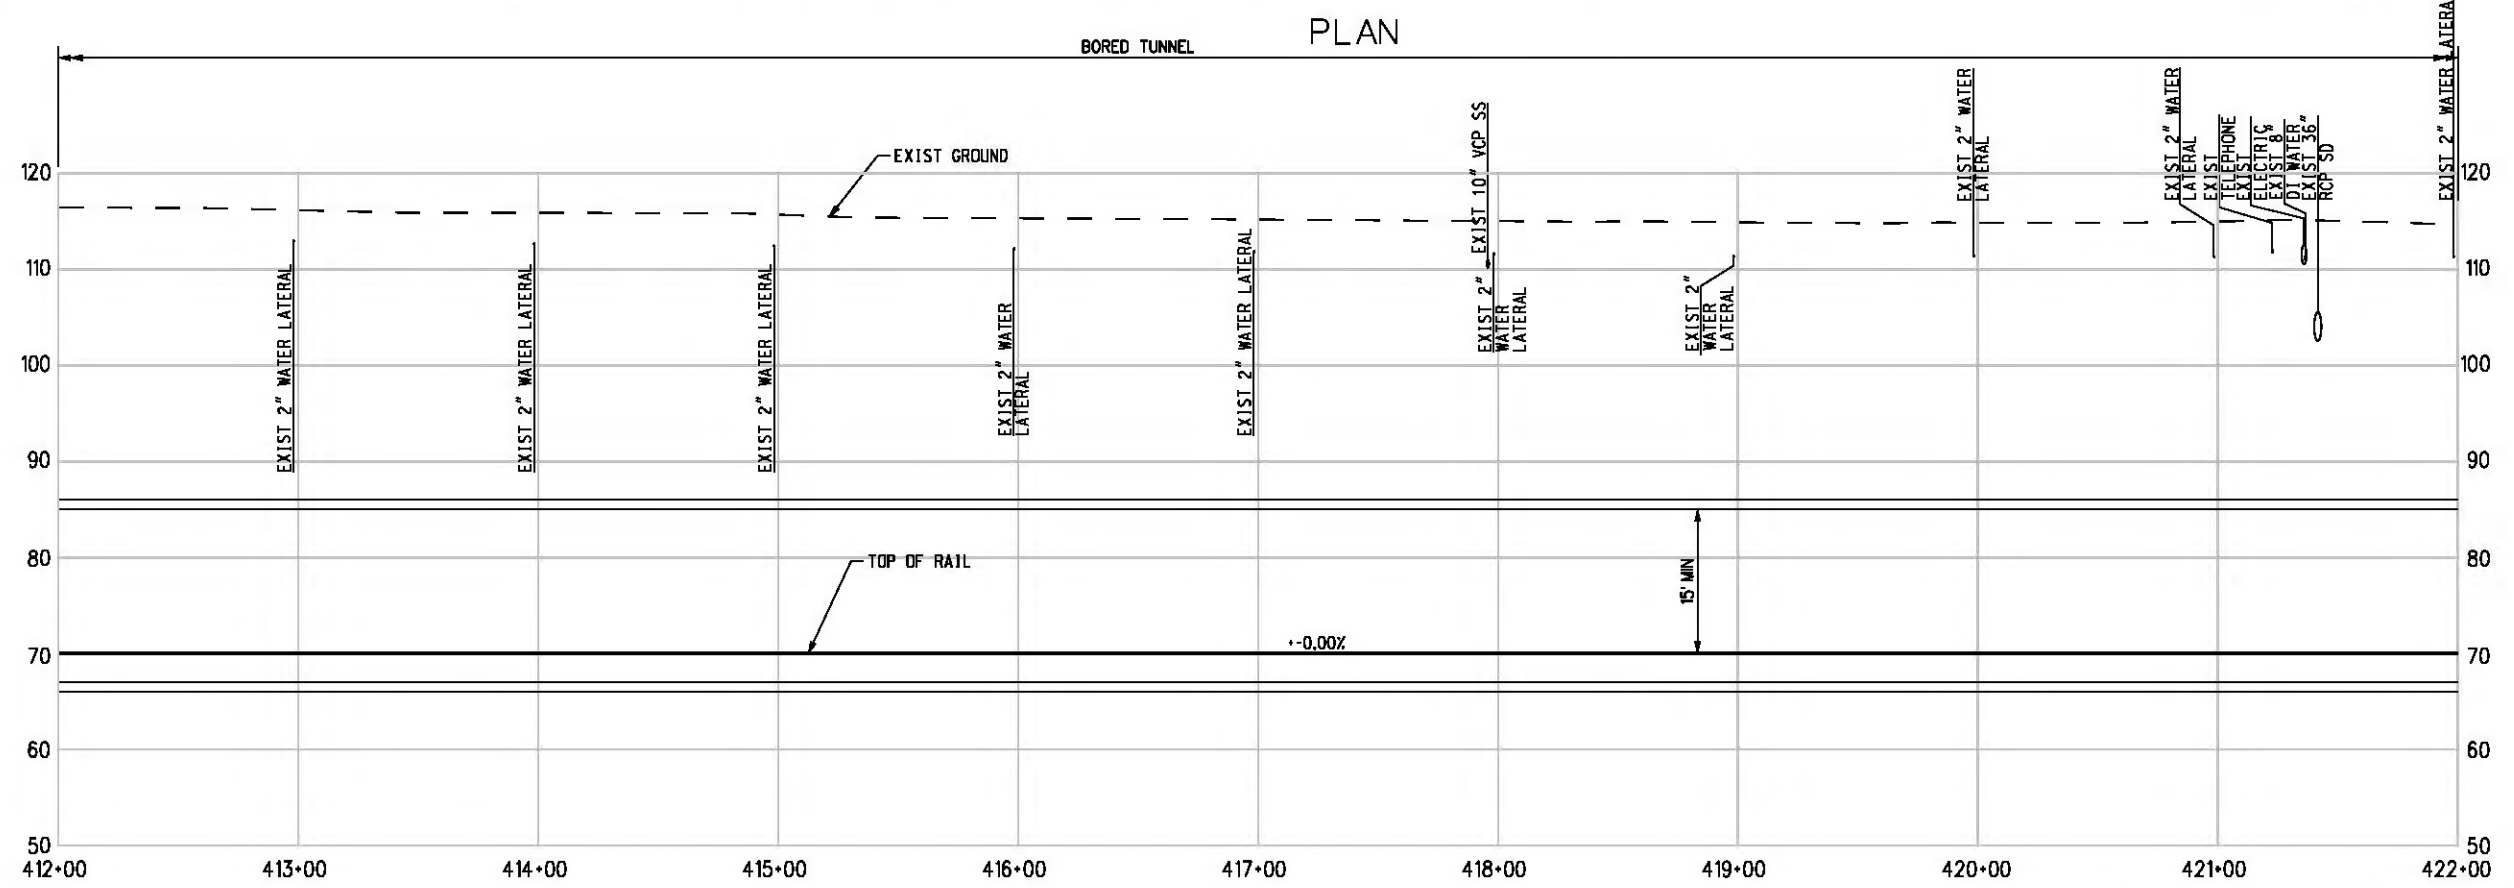 PLAN
BORED TUNNEL
EXIST GROUND
120
110
100
90
80
70
60
50
EXIST 2" WATER LATERAL
EXIST 2" WATER LATERAL
EXIST 2" WATER LATERAL
EXIST 2" WATER
LATERAL
EXIST 2" WATER LATERAL
EXIST 10" VCP SS
EXIST 2"
WATER
LATERAL
EXIST 2"
WATER
LATERAL
EXIST 2" WATER
LATERAL
EXIST 2" WATER
LATERAL
EXIST
TELEPHONE
EXIST
ELECTRIC
EXIST 8"
DI WATER
EXIST 36"
RCP SD
EXIST 2" WATER
120
110
100
90
80
70
60
50
TOP OF RAIL
15' MIN
+-0.00%
412+00
413+00
414+00
415+00
416+00
417+00
418+00
419+00
420+00
421+00
422+00